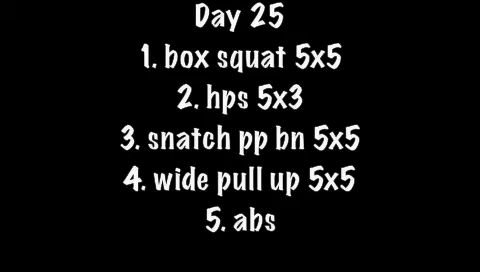 Day 25
1. box squat 5x5
2. hps 5x3
3. snatch pp bn 5x5
4. wide pull up 5x5
5. abs